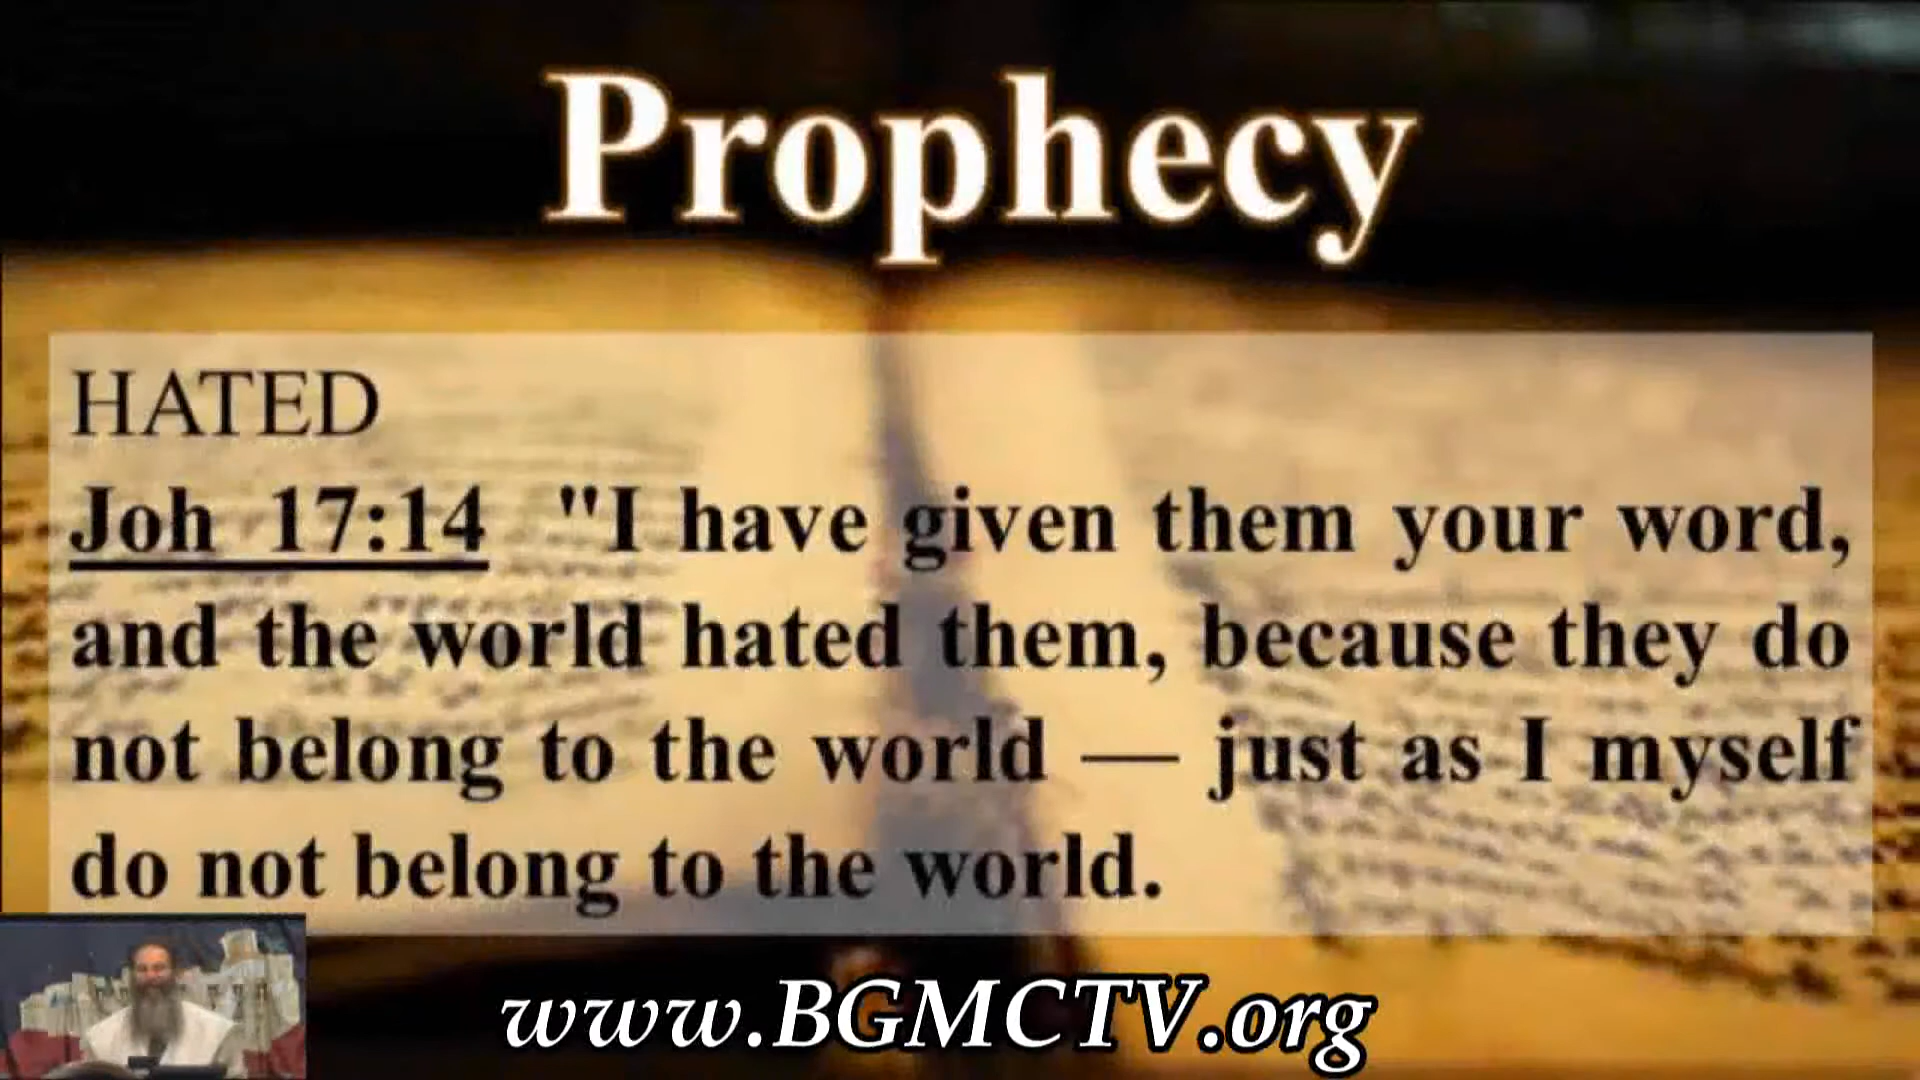 Prophecy
HATED
Joh 17:14 "I have given them your word,
and the world hated them, because they do
not belong to the world — just as I myself
do not belong to the world.
www.BGMCTV.org